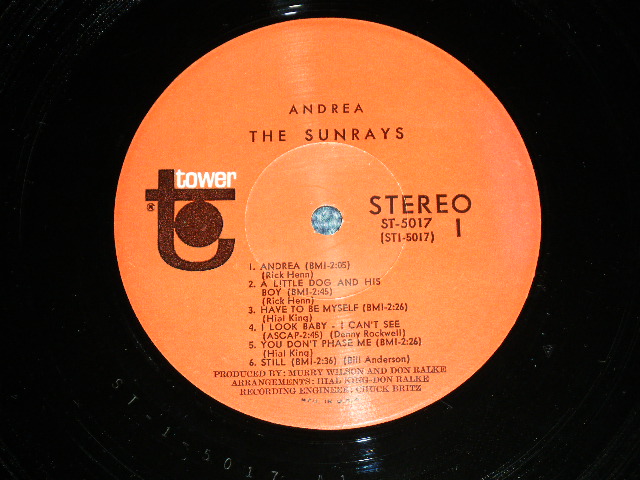 ANDREA
THE SUNRAYS
tower
®
STEREO
ST-5017
(ST1-5017)
1
1. ANDREA (BMI-2:05)
(Rick Henn)
2. A LITTLE DOG AND HIS
BOY (BMI-2:45)
(Rick Henn)
3. HAVE TO BE MYSELF (BMI-2:26)
(Hial King)
4. I LOOK BABY - I CAN'T SEE
(ASCAP-2:45) (Danny Rockwell)
5. YOU DON'T PHASE ME (BMI-2:26)
(Hial King)
6. STILL (BMI-2:36) (Bill Anderson)
PRODUCED BY: MURRY WILSON AND DON RALKE
ARRANGEMENTS: HIAL KING-DON RALKE
RECORDING ENGINEER: CHUCK BRITZ
ST-1-5017